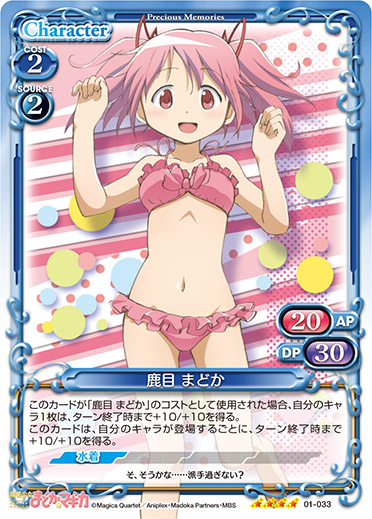 Precious Memories
Character
COST
2
SOURCE
2
20 AP
DP 30
鹿目 まどか
このカードが「鹿目 まどか」のコストとして使用された場合、自分のキャ
ラ1枚は、ターン終了時まで+10/+10を得る。
このカードは、自分のキャラが登場するごとに、ターン終了時まで
+10/+10を得る。
水着
そ、そうかな……派手過ぎない?
まどか☆マギカ
©Magica Quartet／Aniplex・Madoka Partners・MBS
01-033